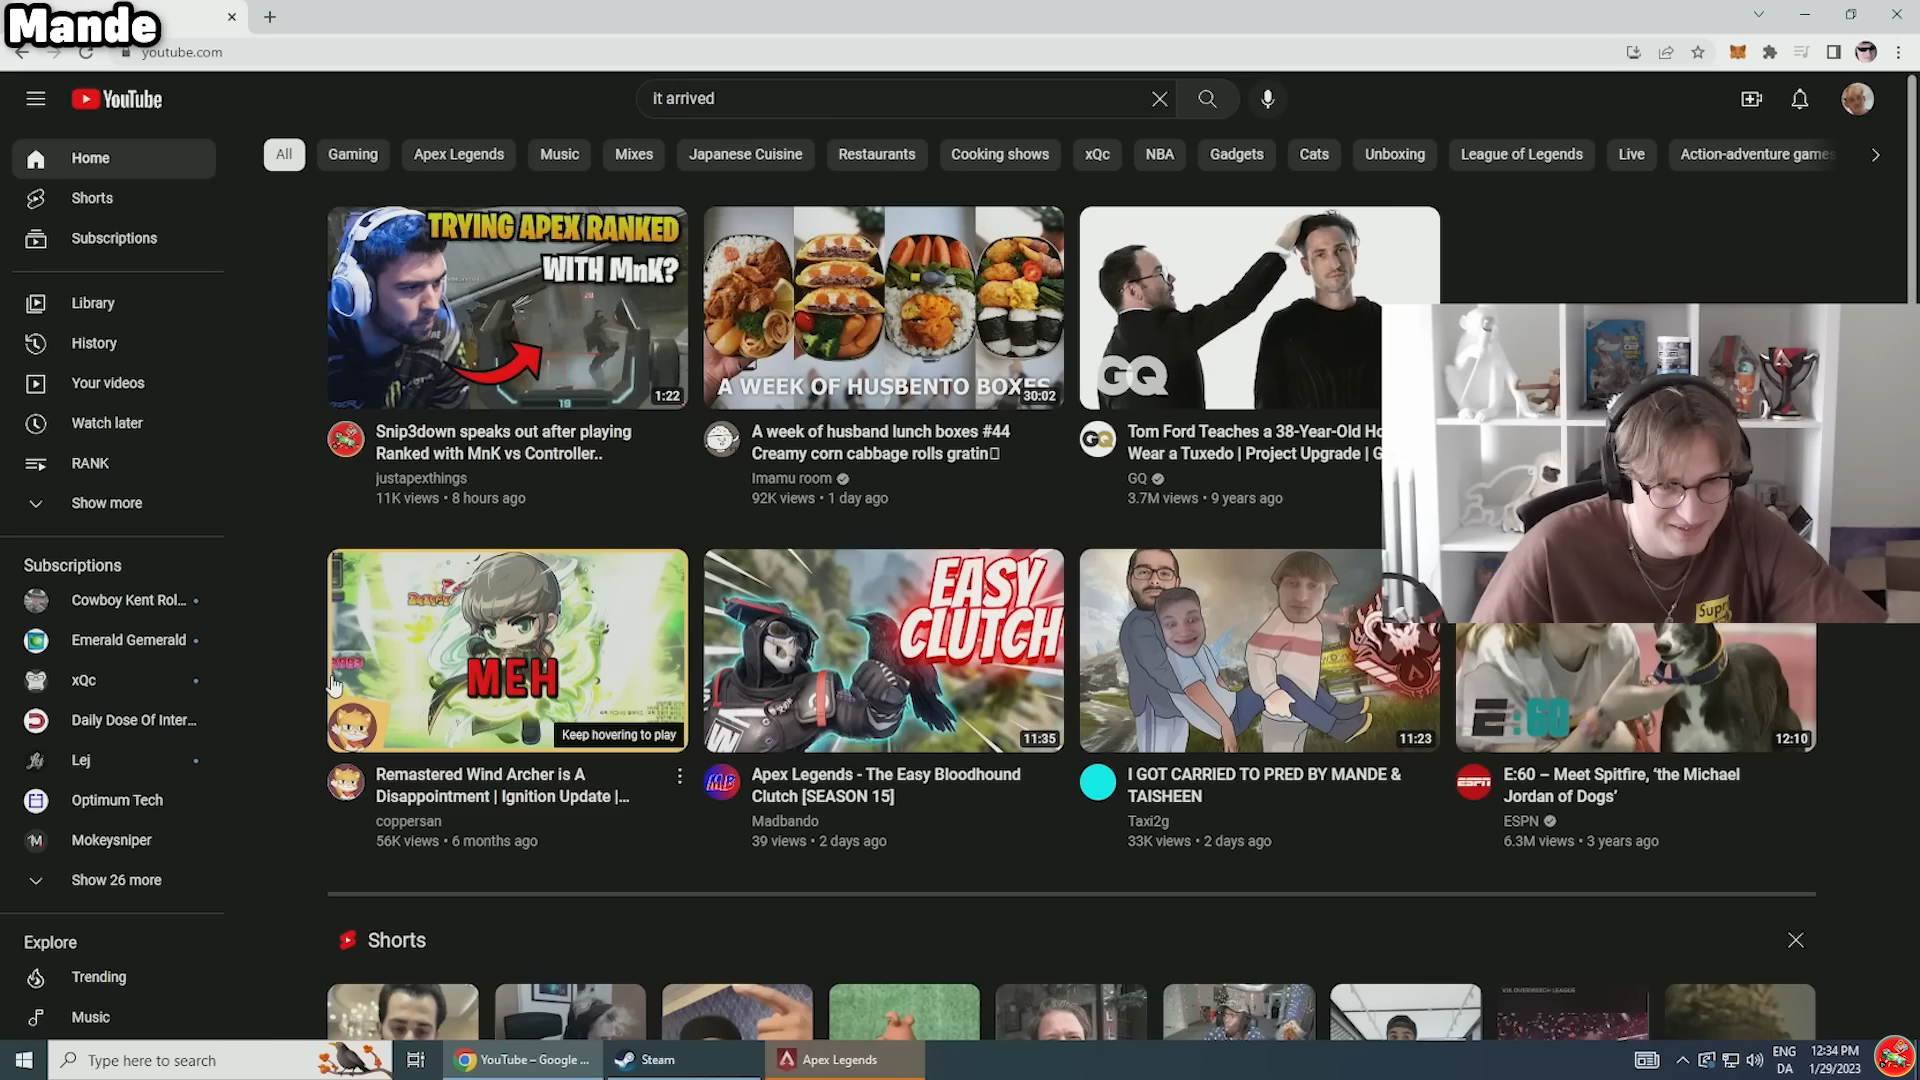 Mande
youtube.com
YouTube
it arrived
Home
Shorts
Subscriptions
Library
History
Your videos
Watch later
RANK
Show more
Subscriptions
Cowboy Kent Rol...
Emerald Gemerald
xQc
Daily Dose Of Inter...
Lej
Optimum Tech
Mokeysniper
Show 26 more
Explore
Trending
Music
All
Gaming
Apex Legends
Music
Mixes
Japanese Cuisine
Restaurants
Cooking shows
xQc
NBA
Gadgets
Cats
Unboxing
League of Legends
Live
Action-adventure games
TRYING APEX RANKED
WITH MnK?
1:22
Snip3down speaks out after playing
Ranked with MnK vs Controller..
justapexthings
11K views • 8 hours ago
A WEEK OF HUSBENTO BOXES
30:02
A week of husband lunch boxes #44
Creamy corn cabbage rolls gratin
Imamu room
92K views • 1 day ago
GQ
GQ
Tom Ford Teaches a 38-Year-Old
Wear a Tuxedo | Project Upgrade |
GQ
3.7M views • 9 years ago
MEH
Keep hovering to play
Remastered Wind Archer is A
Disappointment | Ignition Update |...
coppersan
56K views • 6 months ago
EASY
CLUTCH
11:35
MB
Apex Legends - The Easy Bloodhound
Clutch [SEASON 15]
Madbando
39 views • 2 days ago
11:23
I GOT CARRIED TO PRED BY MANDE &
TAISHEEN
Taxi2g
33K views • 2 days ago
E:60
12:10
ESPN
E:60 – Meet Spitfire, ‘the Michael
Jordan of Dogs’
ESPN
6.3M views • 3 years ago
Supr
Shorts
Type here to search
YouTube – Google ...
Steam
Apex Legends
ENG
DA
12:34 PM
1/29/2023